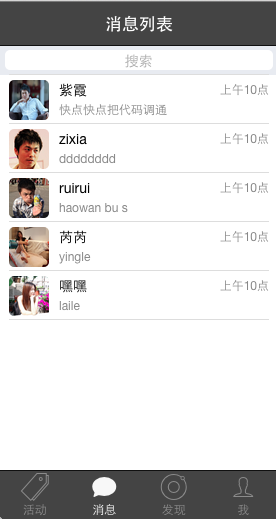 消息列表
搜索
紫霞 上午10点
快点快点把代码调通
zixia 上午10点
dddddddd
ruirui 上午10点
haowan bu s
芮芮 上午10点
yingle
嘿嘿 上午10点
laile
活动 消息 发现 我